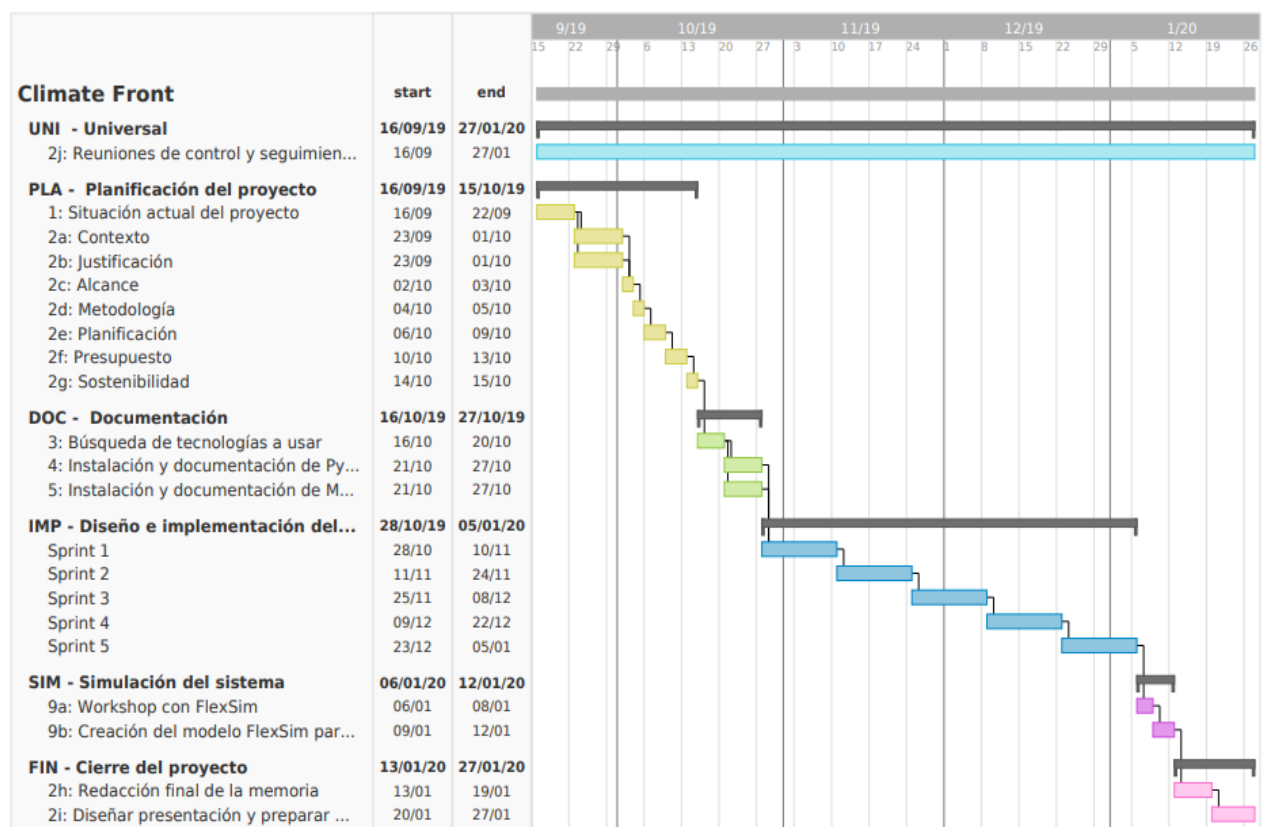 9/19 10/19 11/19 12/19 1/20
15 22 29 6 13 20 27 3 10 17 24 1 8 15 22 29 5 12 19 26
Climate Front start end
UNI - Universal 16/09/19 27/01/20
2j: Reuniones de control y seguimien... 16/09 27/01
PLA - Planificación del proyecto 16/09/19 15/10/19
1: Situación actual del proyecto 16/09 22/09
2a: Contexto 23/09 01/10
2b: Justificación 23/09 01/10
2c: Alcance 02/10 03/10
2d: Metodología 04/10 05/10
2e: Planificación 06/10 09/10
2f: Presupuesto 10/10 13/10
2g: Sostenibilidad 14/10 15/10
DOC - Documentación 16/10/19 27/10/19
3: Búsqueda de tecnologías a usar 16/10 20/10
4: Instalación y documentación de Py... 21/10 27/10
5: Instalación y documentación de M... 21/10 27/10
IMP - Diseño e implementación del... 28/10/19 05/01/20
Sprint 1 28/10 10/11
Sprint 2 11/11 24/11
Sprint 3 25/11 08/12
Sprint 4 09/12 22/12
Sprint 5 23/12 05/01
SIM - Simulación del sistema 06/01/20 12/01/20
9a: Workshop con FlexSim 06/01 08/01
9b: Creación del modelo FlexSim par... 09/01 12/01
FIN - Cierre del proyecto 13/01/20 27/01/20
2h: Redacción final de la memoria 13/01 19/01
2i: Diseñar presentación y preparar ... 20/01 27/01